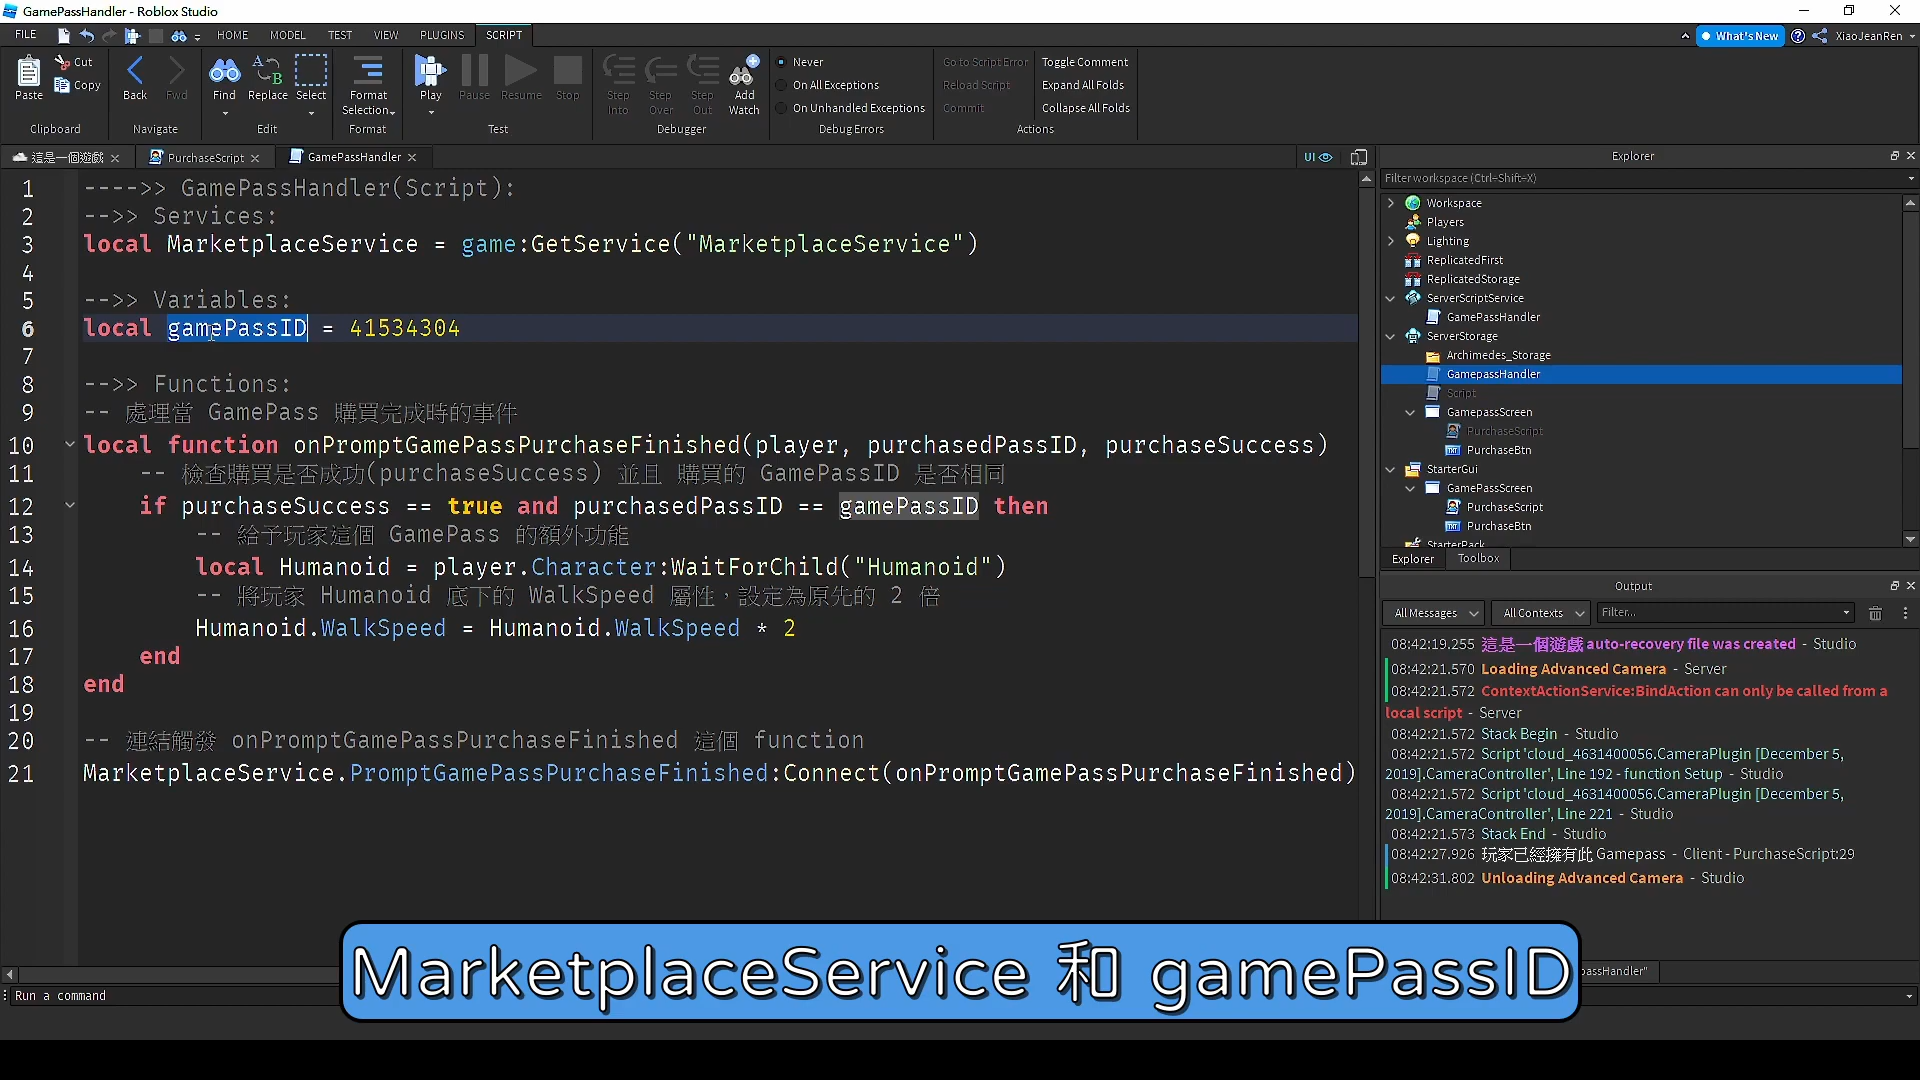 GamePassHandler - Roblox Studio
FILE HOME MODEL TEST VIEW PLUGINS SCRIPT What's New XiaoJeanRen
Paste Cut Copy Back Fwd Find Replace Select Format Selection Play Pause Resume Stop Step Into Step Over Step Out Add Watch
Never
On All Exceptions
On Unhandled Exceptions
Go to Script Error
Reload Script
Commit
Toggle Comment
Expand All Folds
Collapse All Folds
Clipboard Navigate Edit Format Test Debugger Debug Errors Actions
這是一個遊戲 PurchaseScript GamePassHandler UI
1 ---->> GamePassHandler(Script):
2 -->> Services:
3 local MarketplaceService = game:GetService("MarketplaceService")
4
5 -->> Variables:
6 local gamePassID = 41534304
7
8 -->> Functions:
9 -- 處理當 GamePass 購買完成時的事件
10 local function onPromptGamePassPurchaseFinished(player, purchasedPassID, purchaseSuccess)
11 -- 檢查購買是否成功(purchaseSuccess) 並且 購買的 GamePassID 是否相同
12 if purchaseSuccess == true and purchasedPassID == gamePassID then
13 -- 給予玩家這個 GamePass 的額外功能
14 local Humanoid = player.Character:WaitForChild("Humanoid")
15 -- 將玩家 Humanoid 底下的 WalkSpeed 屬性，設定為原先的 2 倍
16 Humanoid.WalkSpeed = Humanoid.WalkSpeed * 2
17 end
18 end
19
20 -- 連結觸發 onPromptGamePassPurchaseFinished 這個 function
21 MarketplaceService.PromptGamePassPurchaseFinished:Connect(onPromptGamePassPurchaseFinished)
Explorer
Filter workspace (Ctrl+Shift+X)
Workspace
Players
Lighting
ReplicatedFirst
ReplicatedStorage
ServerScriptService
GamePassHandler
ServerStorage
Archimedes_Storage
GamepassHandler
Script
GamepassScreen
PurchaseScript
PurchaseBtn
StarterGui
GamePassScreen
PurchaseScript
PurchaseBtn
StarterPack
Explorer Toolbox
Output
All Messages All Contexts Filter...
08:42:19.255 這是一個遊戲 auto-recovery file was created - Studio
08:42:21.570 Loading Advanced Camera - Server
08:42:21.572 ContextActionService:BindAction can only be called from a
local script - Server
08:42:21.572 Stack Begin - Studio
08:42:21.572 Script 'cloud_4631400056.CameraPlugin [December 5,
2019].CameraController', Line 192 - function Setup - Studio
08:42:21.572 Script 'cloud_4631400056.CameraPlugin [December 5,
2019].CameraController', Line 221 - Studio
08:42:21.573 Stack End - Studio
08:42:27.926 玩家已經擁有此 Gamepass - Client - PurchaseScript:29
08:42:31.802 Unloading Advanced Camera - Studio
MarketplaceService 和 gamePassID
passHandler"
Run a command